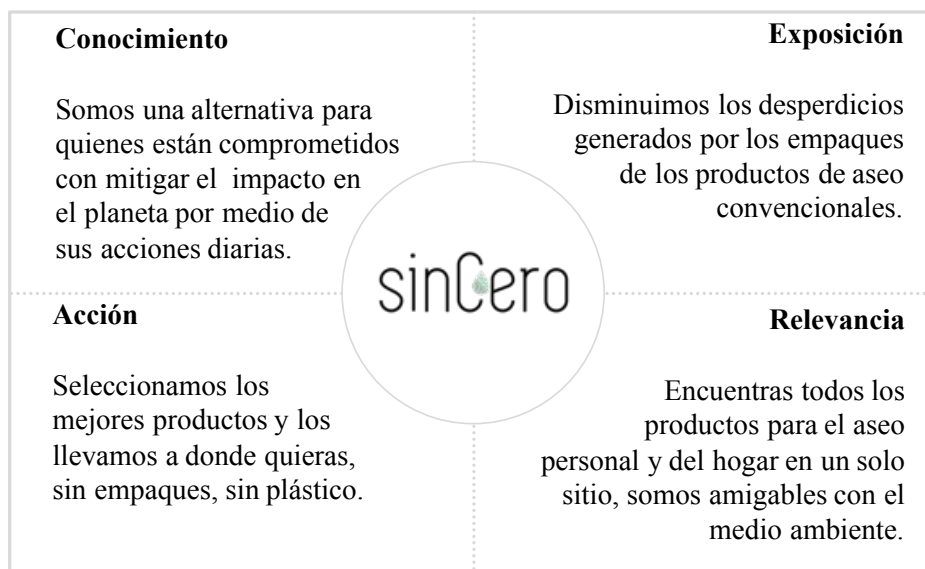 Conocimiento
Somos una alternativa para
quienes están comprometidos
con mitigar el  impacto en
el planeta por medio de
sus acciones diarias.
Exposición
Disminuimos los desperdicios
generados por los empaques
de los productos de aseo
convencionales.
sinCero
Acción
Seleccionamos los
mejores productos y los
llevamos a donde quieras,
sin empaques, sin plástico.
Relevancia
Encuentras todos los
productos para el aseo
personal y del hogar en un solo
sitio, somos amigables con el
medio ambiente.